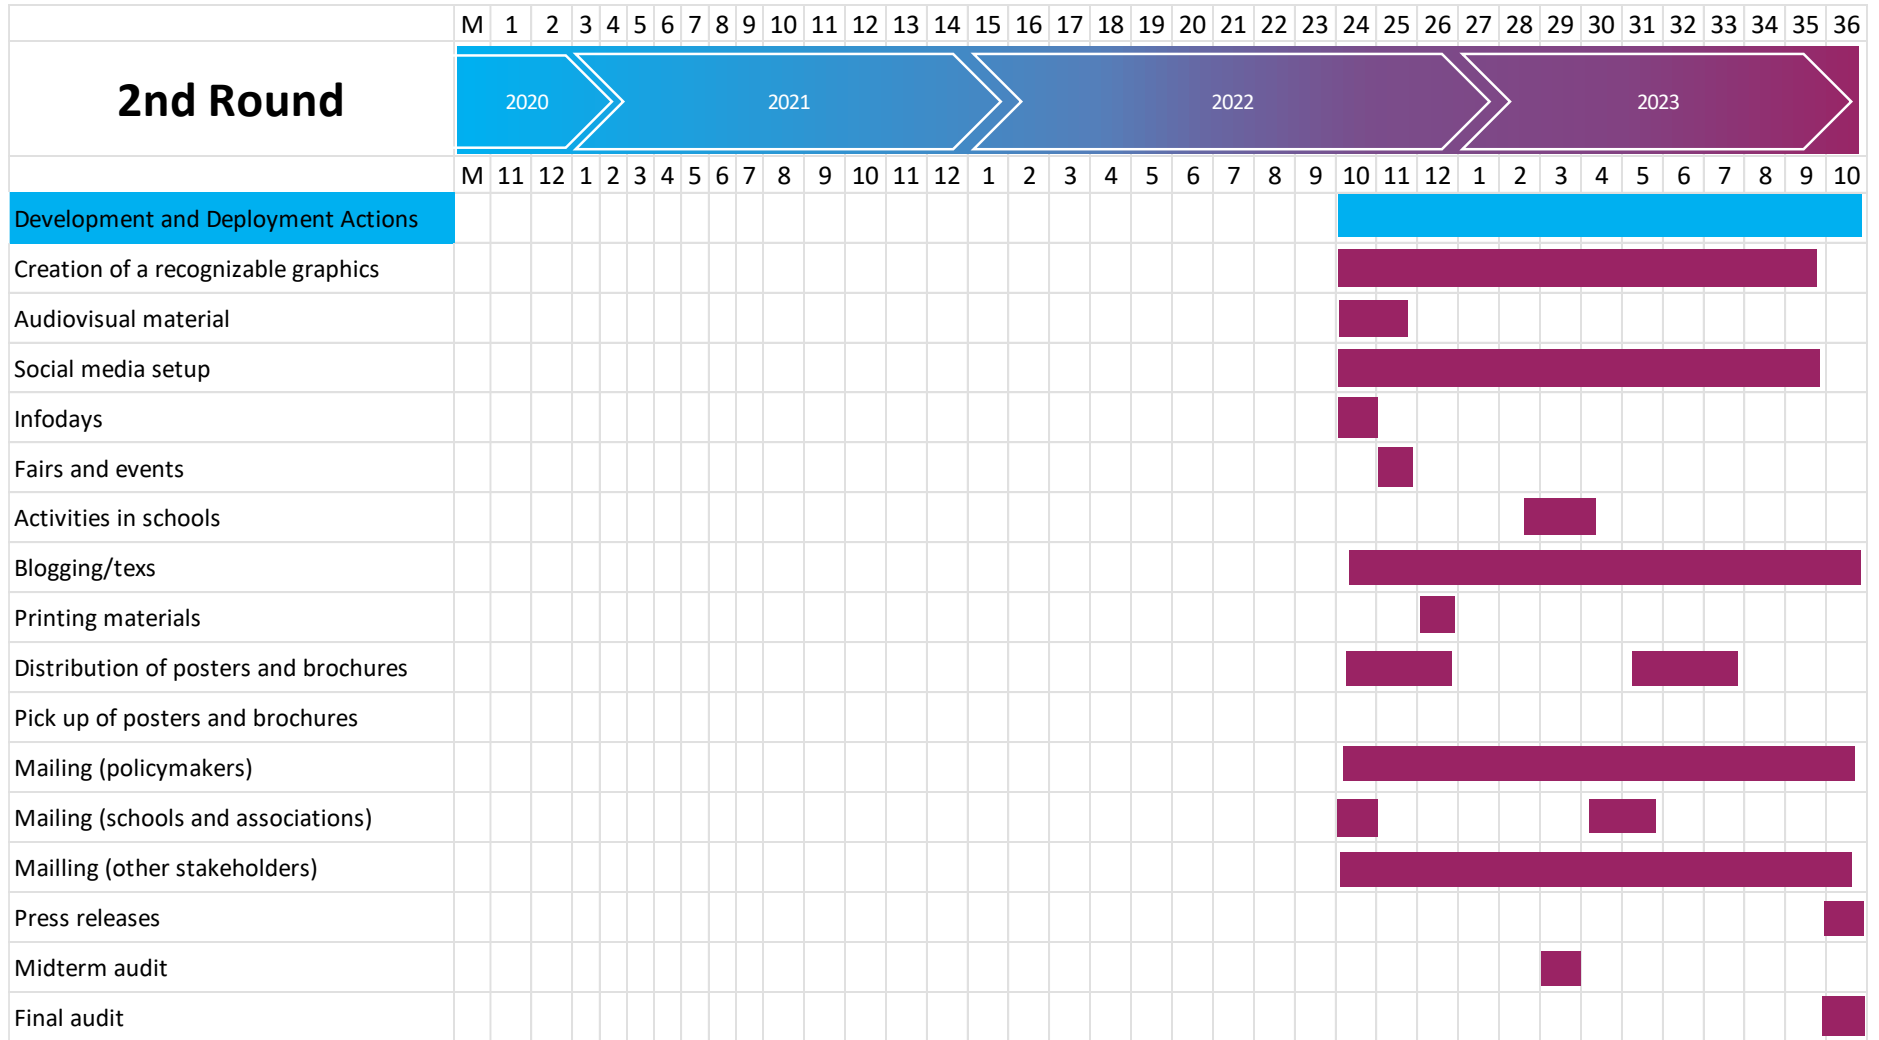 M 1 2 3 4 5 6 7 8 9 10 11 12 13 14 15 16 17 18 19 20 21 22 23 24 25 26 27 28 29 30 31 32 33 34 35 36
2nd Round 2020 2021 2022 2023
M 11 12 1 2 3 4 5 6 7 8 9 10 11 12 1 2 3 4 5 6 7 8 9 10 11 12 1 2 3 4 5 6 7 8 9 10
Development and Deployment Actions
Creation of a recognizable graphics
Audiovisual material
Social media setup
Infodays
Fairs and events
Activities in schools
Blogging/texs
Printing materials
Distribution of posters and brochures
Pick up of posters and brochures
Mailing (policymakers)
Mailing (schools and associations)
Mailling (other stakeholders)
Press releases
Midterm audit
Final audit